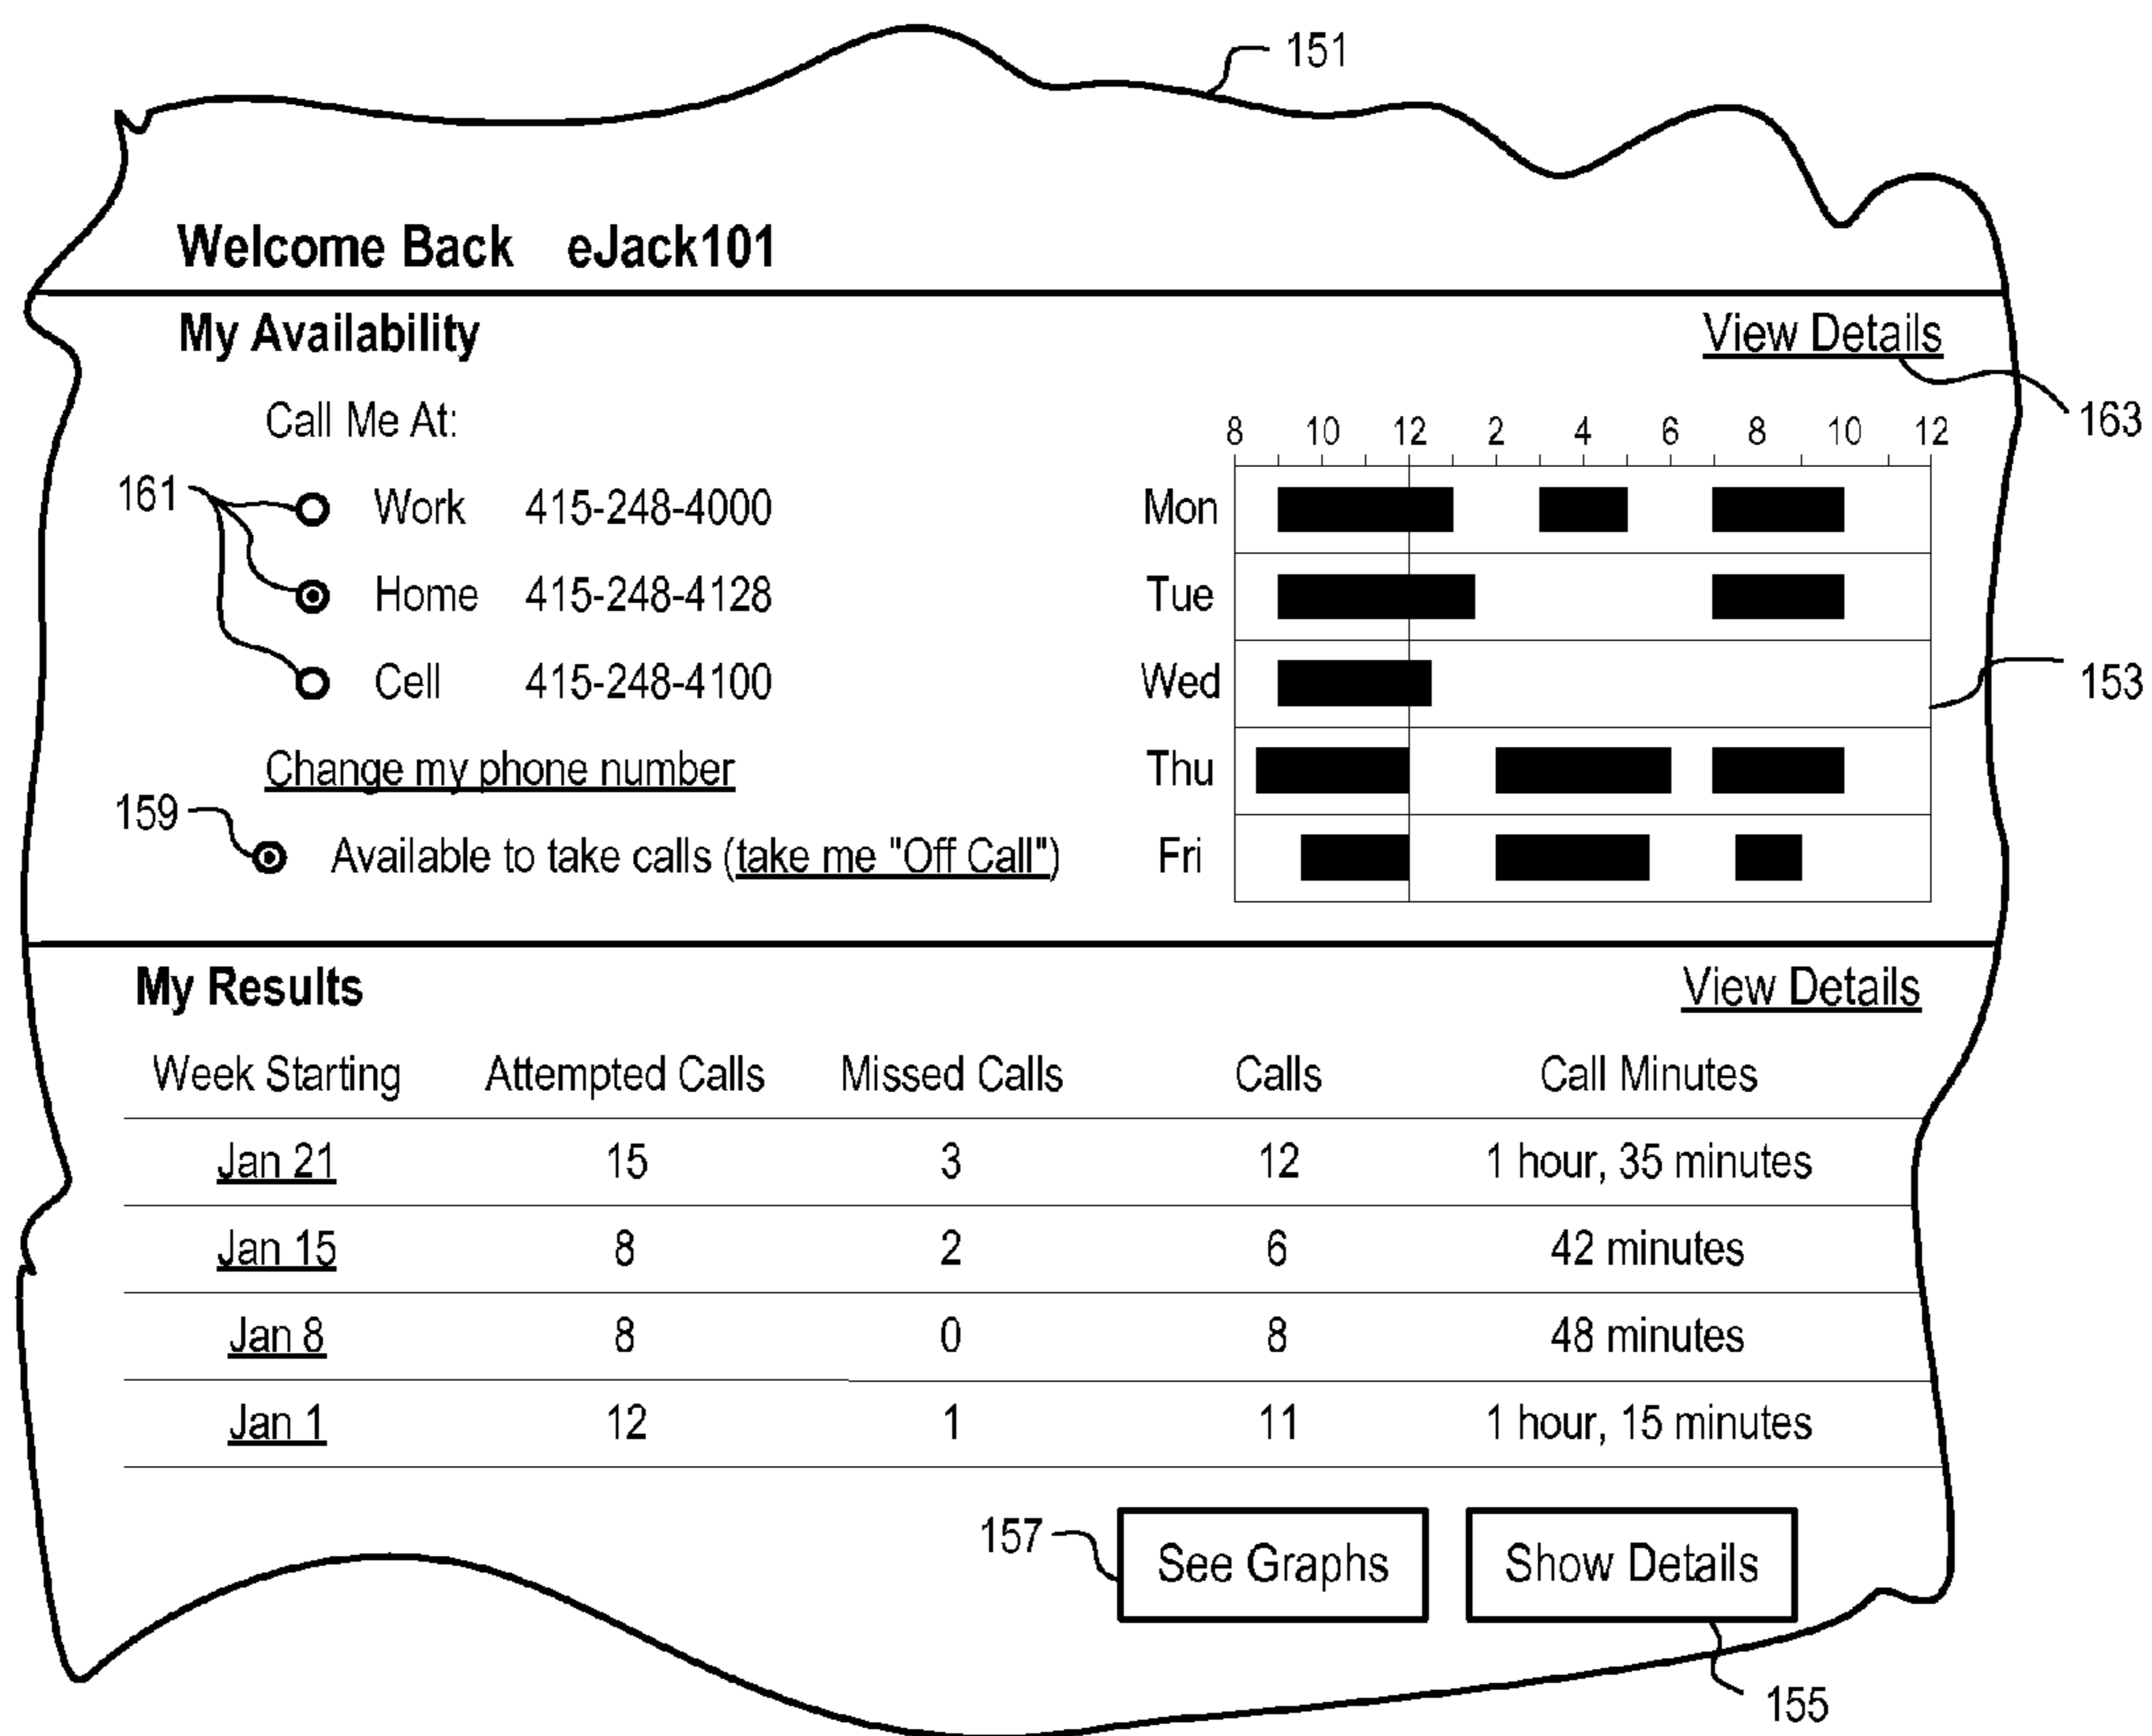 151
Welcome Back eJack101
My Availability View Details
163
Call Me At:
8 10 12 2 4 6 8 10 12
161 Work 415-248-4000 Mon
Home 415-248-4128 Tue
Cell 415-248-4100 Wed 153
Change my phone number Thu
159
Available to take calls (take me "Off Call") Fri
My Results View Details
Week Starting Attempted Calls Missed Calls Calls Call Minutes
Jan 21 15 3 12 1 hour, 35 minutes
Jan 15 8 2 6 42 minutes
Jan 8 8 0 8 48 minutes
Jan 1 12 1 11 1 hour, 15 minutes
157 See Graphs Show Details
155